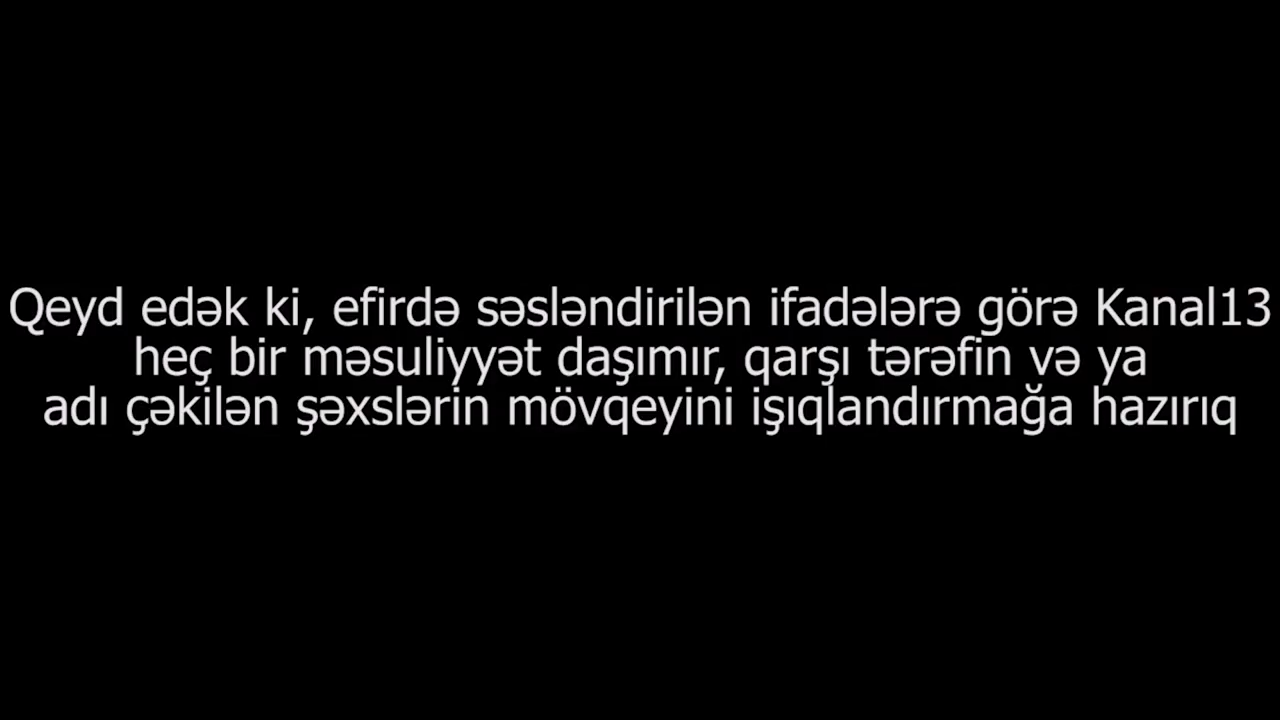 Qeyd edək ki, efirdə səsləndirilən ifadələrə görə Kanal13
heç bir məsuliyyət daşımır, qarşı tərəfin və ya
adı çəkilən şəxslərin mövqeyini işıqlandırmağa hazırıq